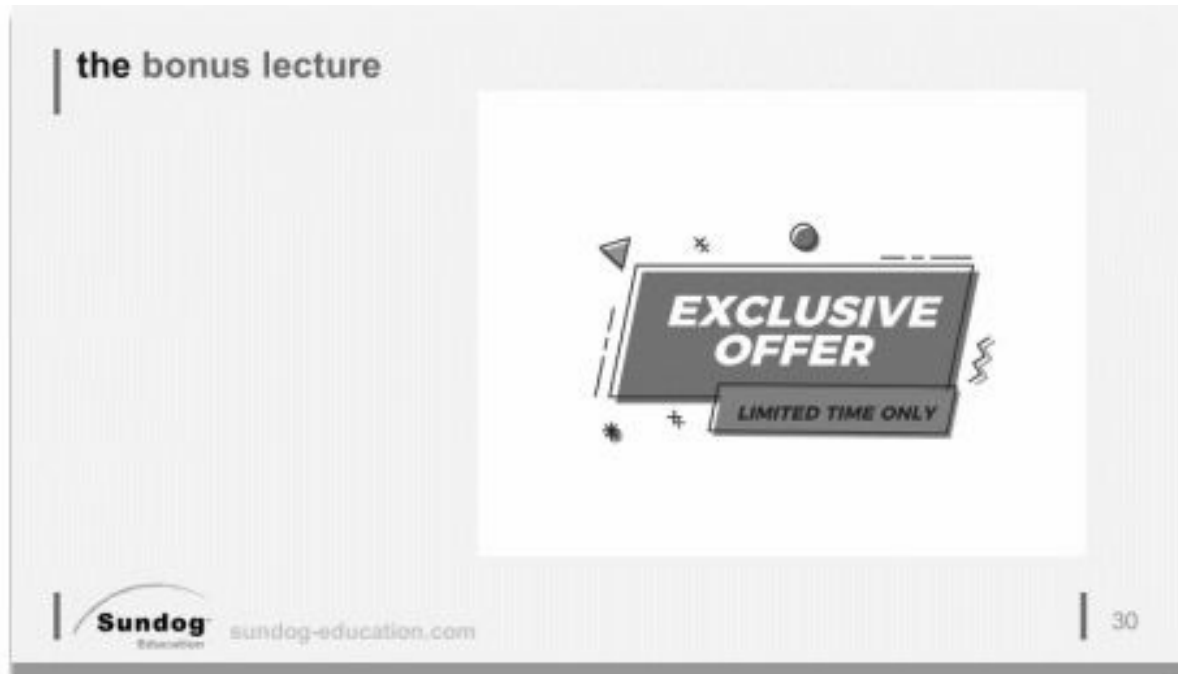 the bonus lecture
EXCLUSIVE
OFFER
LIMITED TIME ONLY
Sundog
Education
sundog-education.com
30